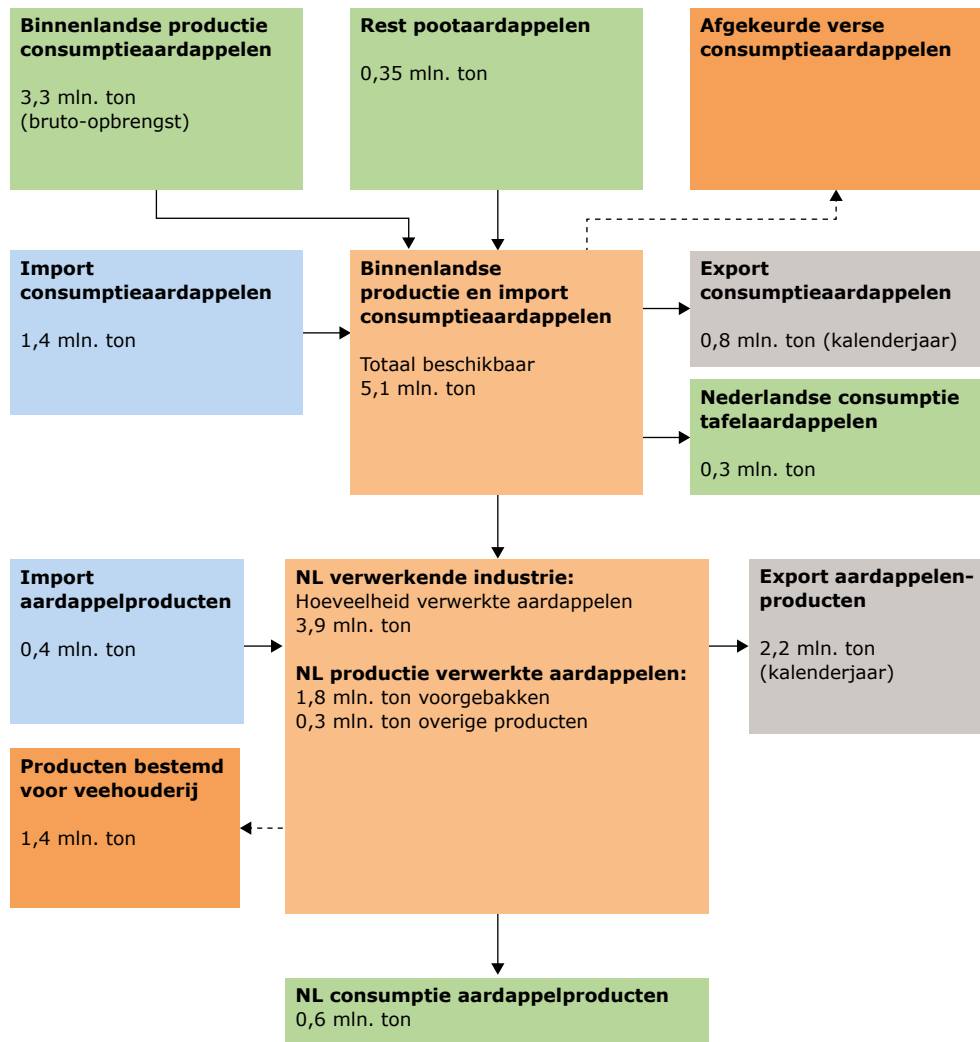 Binnenlandse productie
consumptieaardappelen
3,3 mln. ton
(bruto-opbrengst)
Rest pootaardappelen
0,35 mln. ton
Afgekeurde verse
consumptieaardappelen
Import
consumptieaardappelen
1,4 mln. ton
Binnenlandse
productie en import
consumptieaardappelen
Totaal beschikbaar
5,1 mln. ton
Export
consumptieaardappelen
0,8 mln. ton (kalenderjaar)
Nederlandse consumptie
tafelaardappelen
0,3 mln. ton
Import
aardappelproducten
0,4 mln. ton
NL verwerkende industrie:
Hoeveelheid verwerkte aardappelen
3,9 mln. ton
NL productie verwerkte aardappelen:
1,8 mln. ton voorgebakken
0,3 mln. ton overige producten
Export aardappelen-
producten
2,2 mln. ton
(kalenderjaar)
Producten bestemd
voor veehouderij
1,4 mln. ton
NL consumptie aardappelproducten
0,6 mln. ton